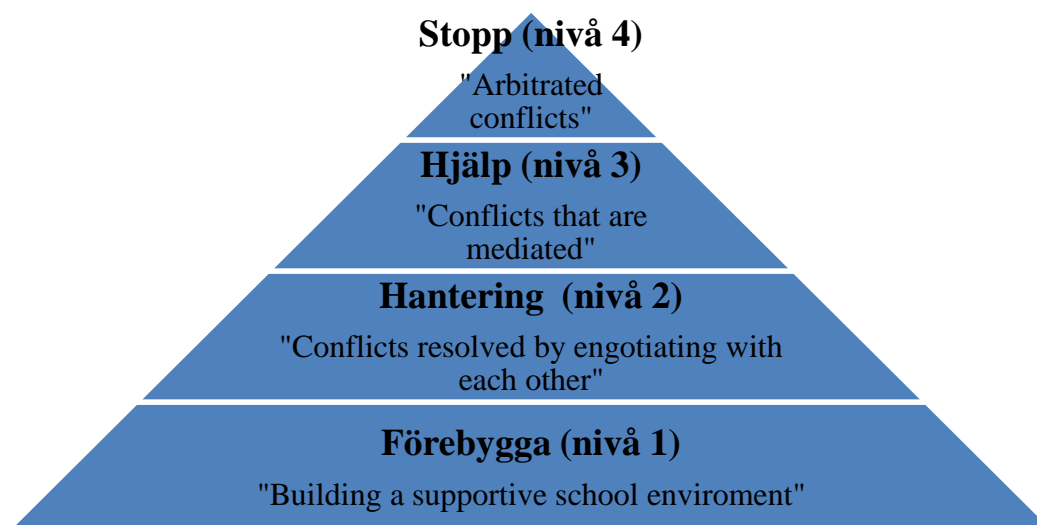 Stopp (nivå 4)
"Arbitrated
conflicts"
Hjälp (nivå 3)
"Conflicts that are
mediated"
Hantering (nivå 2)
"Conflicts resolved by engotiating with
each other"
Förebygga (nivå 1)
"Building a supportive school enviroment"